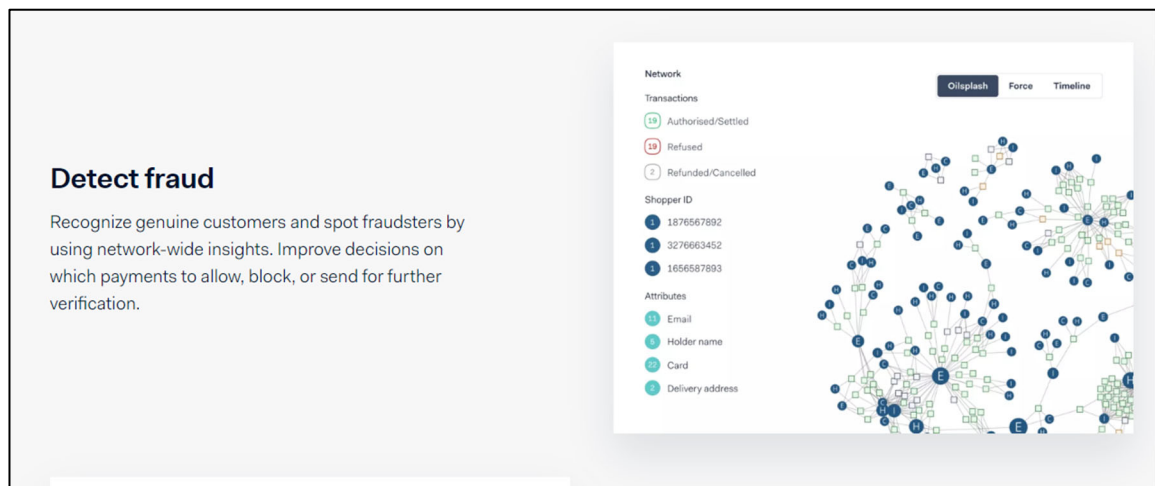 Detect fraud
Recognize genuine customers and spot fraudsters by
using network-wide insights. Improve decisions on
which payments to allow, block, or send for further
verification.
Network
Oilsplash Force Timeline
Transactions
19 Authorised/Settled
19 Refused
2 Refunded/Cancelled
Shopper ID
1 1876567892
1 3276663452
1 1656587893
Attributes
11 Email
5 Holder name
22 Card
2 Delivery address